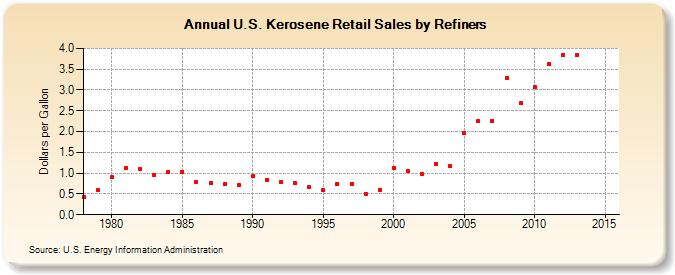 Annual U.S. Kerosene Retail Sales by Refiners
Dollars per Gallon
4.0
3.5
3.0
2.5
2.0
1.5
1.0
0.5
0.0
1980 1985 1990 1995 2000 2005 2010 2015
Source: U.S. Energy Information Administration